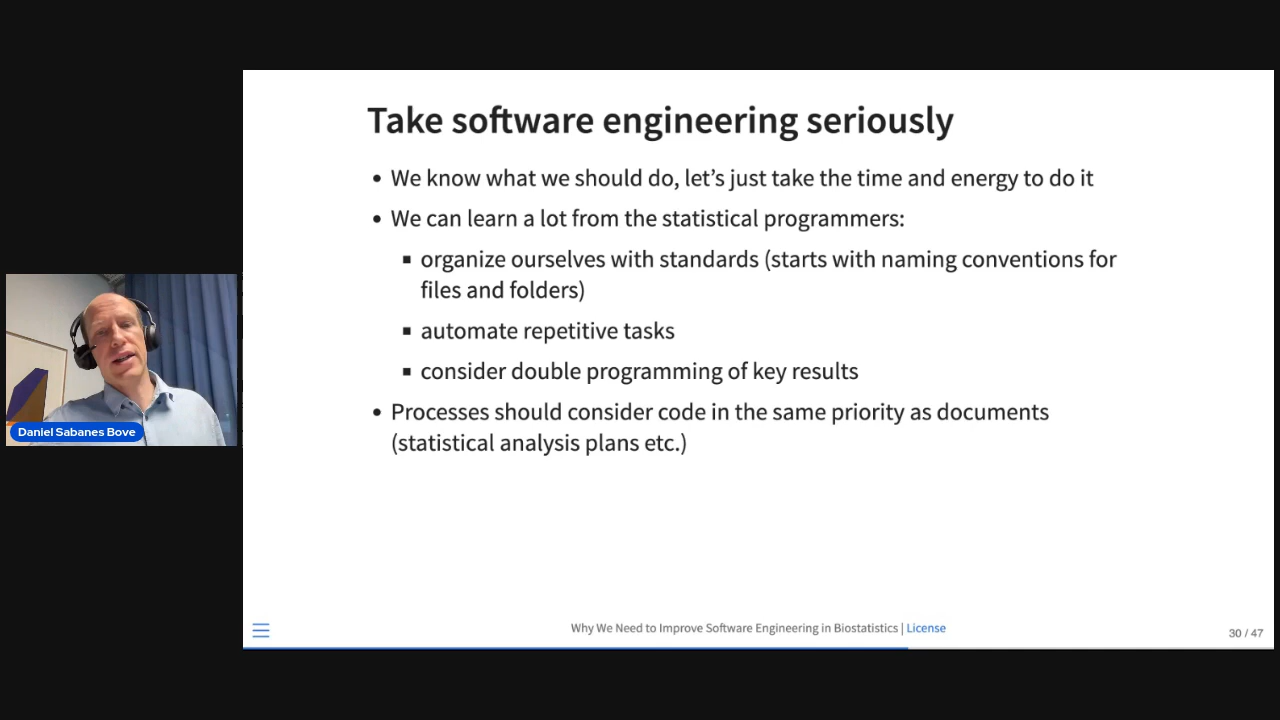 Take software engineering seriously
• We know what we should do, let’s just take the time and energy to do it
• We can learn a lot from the statistical programmers:
▪ organize ourselves with standards (starts with naming conventions for
files and folders)
▪ automate repetitive tasks
▪ consider double programming of key results
• Processes should consider code in the same priority as documents
(statistical analysis plans etc.)
Daniel Sabanes Bove
Why We Need to Improve Software Engineering in Biostatistics | License
30 / 47